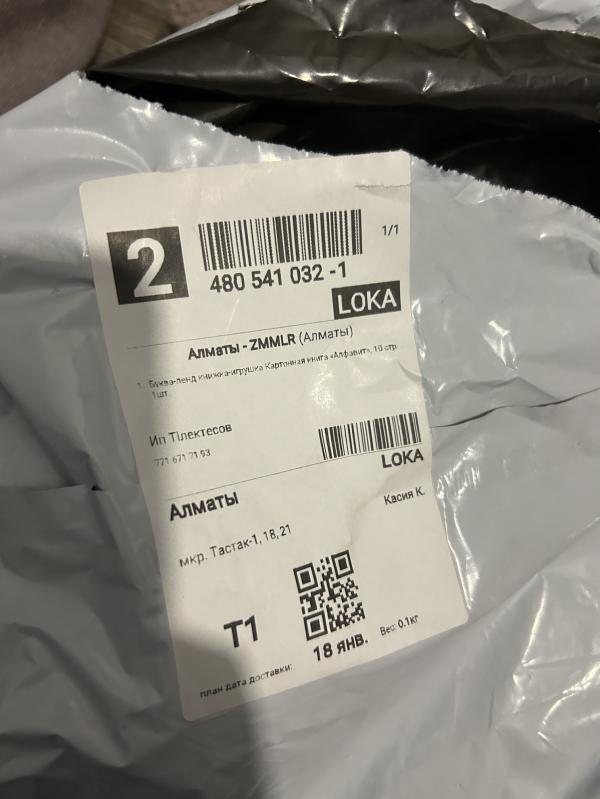 2
1/1
480 541 032 -1
LOKA
Алматы - ZMMLR (Алматы)
1. Буква-ленд книжка-игрушка Картонная книга «Алфавит», 10 стр
1шт.
Ип Тілектесов
771 671 71 93
LOKA
Алматы
Касия К.
мкр. Тастак-1, 18, 21
T1
18 ЯНВ.
Вес: 0.1кг
план дата доставки: